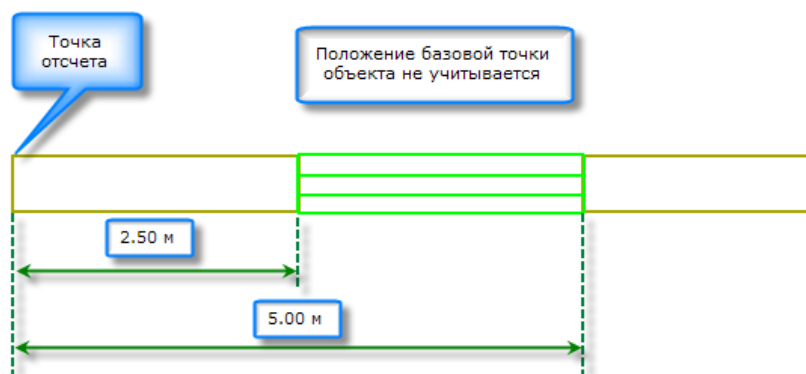 Точка
отсчета
Положение базовой точки
объекта не учитывается
2.50 м
5.00 м